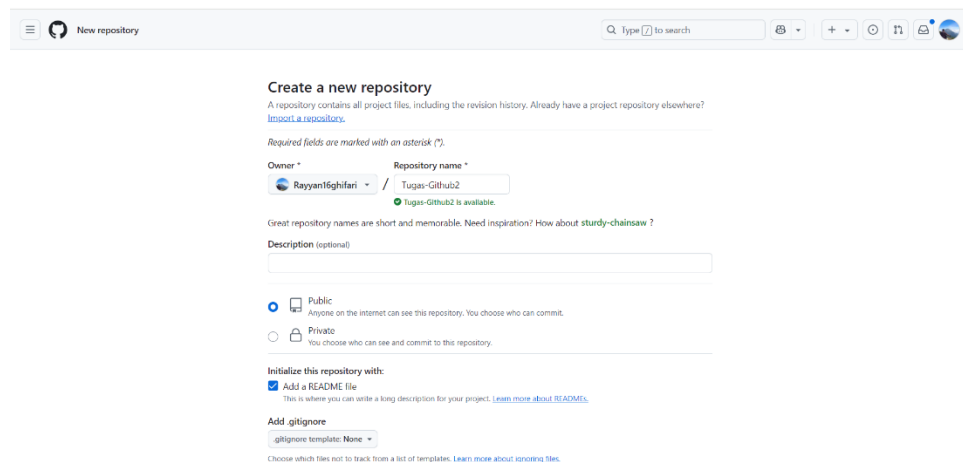 New repository
Type / to search
Create a new repository
A repository contains all project files, including the revision history. Already have a project repository elsewhere?
Import a repository.
Required fields are marked with an asterisk (*).
Owner *
Repository name *
Rayyan16ghifari / Tugas-Github2
Tugas-Github2 is available.
Great repository names are short and memorable. Need inspiration? How about sturdy-chainsaw ?
Description (optional)
Public
Anyone on the internet can see this repository. You choose who can commit.
Private
You choose who can see and commit to this repository.
Initialize this repository with:
Add a README file
This is where you can write a long description for your project. Learn more about READMEs.
Add .gitignore
.gitignore template: None
Choose which files not to track from a list of templates. Learn more about ignoring files.